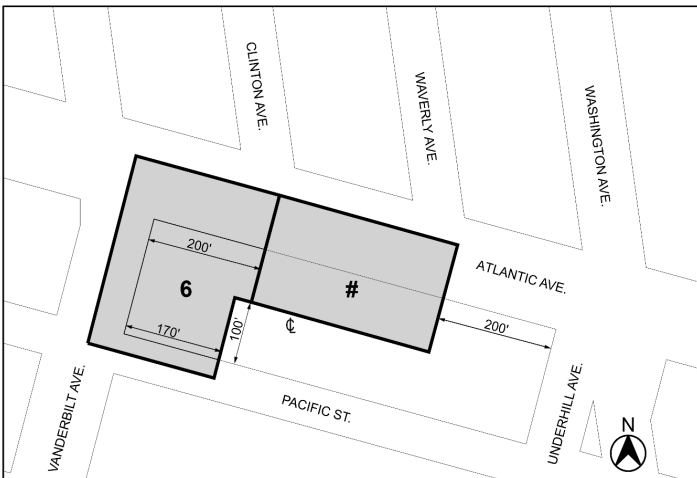 CLINTON AVE.
WAVERLY AVE.
WASHINGTON AVE.
200'
ATLANTIC AVE.
6
#
170'
100'
℄
200'
PACIFIC ST.
VANDERBILT AVE.
UNDERHILL AVE.
N